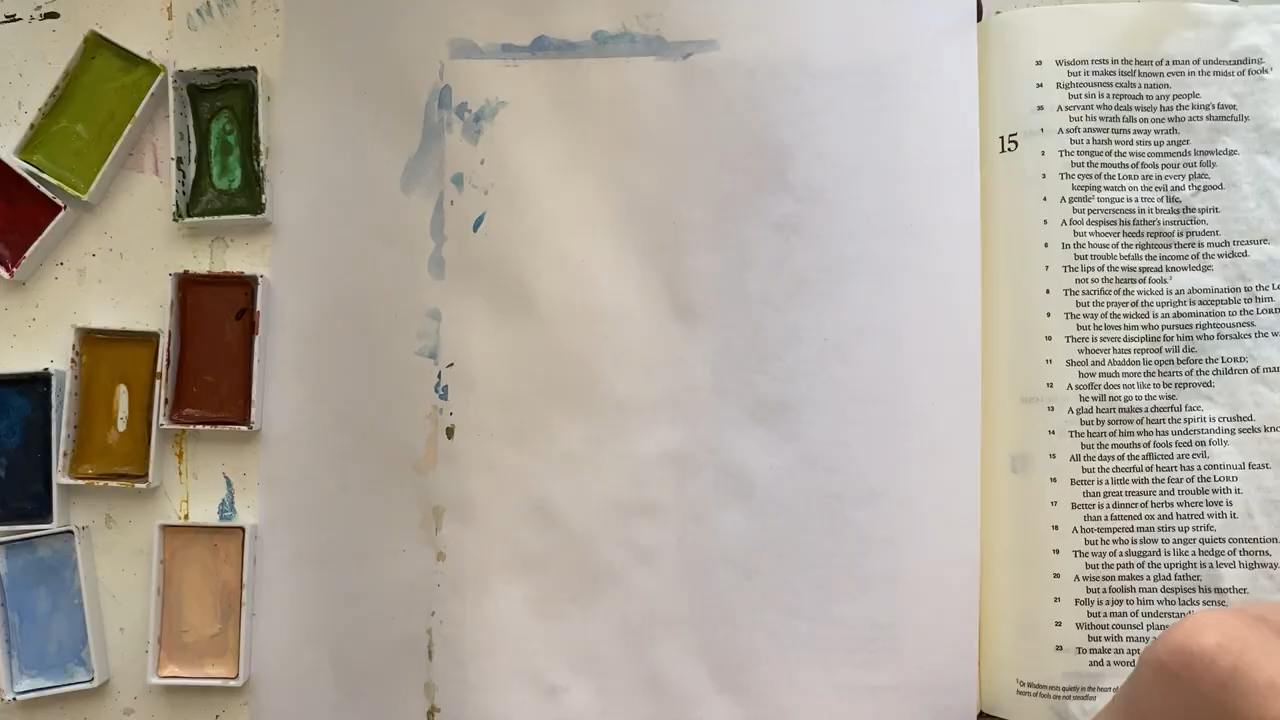 33 Wisdom rests in the heart of a man of understanding,
but it makes itself known even in the midst of fools.¹
34 Righteousness exalts a nation,
but sin is a reproach to any people.
35 A servant who deals wisely has the king's favor,
but his wrath falls on one who acts shamefully.
15 1 A soft answer turns away wrath,
but a harsh word stirs up anger.
2 The tongue of the wise commends knowledge,
but the mouths of fools pour out folly.
3 The eyes of the LORD are in every place,
keeping watch on the evil and the good.
4 A gentle² tongue is a tree of life,
but perverseness in it breaks the spirit.
5 A fool despises his father's instruction,
but whoever heeds reproof is prudent.
6 In the house of the righteous there is much treasure,
but trouble befalls the income of the wicked.
7 The lips of the wise spread knowledge;
not so the hearts of fools.³
8 The sacrifice of the wicked is an abomination to the
but the prayer of the upright is acceptable to him.
9 The way of the wicked is an abomination to the LORD
but he loves him who pursues righteousness.
10 There is severe discipline for him who forsakes the
whoever hates reproof will die.
11 Sheol and Abaddon lie open before the LORD;
how much more the hearts of the children of
12 A scoffer does not like to be reproved;
he will not go to the wise.
13 A glad heart makes a cheerful face,
but by sorrow of heart the spirit is crushed.
14 The heart of him who has understanding seeks
but the mouths of fools feed on folly.
15 All the days of the afflicted are evil,
but the cheerful of heart has a continual feast.
16 Better is a little with the fear of the LORD
than great treasure and trouble with it.
17 Better is a dinner of herbs where love is
than a fattened ox and hatred with it.
18 A hot-tempered man stirs up strife,
but he who is slow to anger quiets contention.
19 The way of a sluggard is like a hedge of thorns,
but the path of the upright is a level highway.
20 A wise son makes a glad father,
but a foolish man despises his mother.
21 Folly is a joy to him who lacks sense,
but a man of
22 Without counsel plans
but with many
23 To make an
and a word
¹ Or Wisdom rests quietly in the heart of
hearts of fools are not steadfast